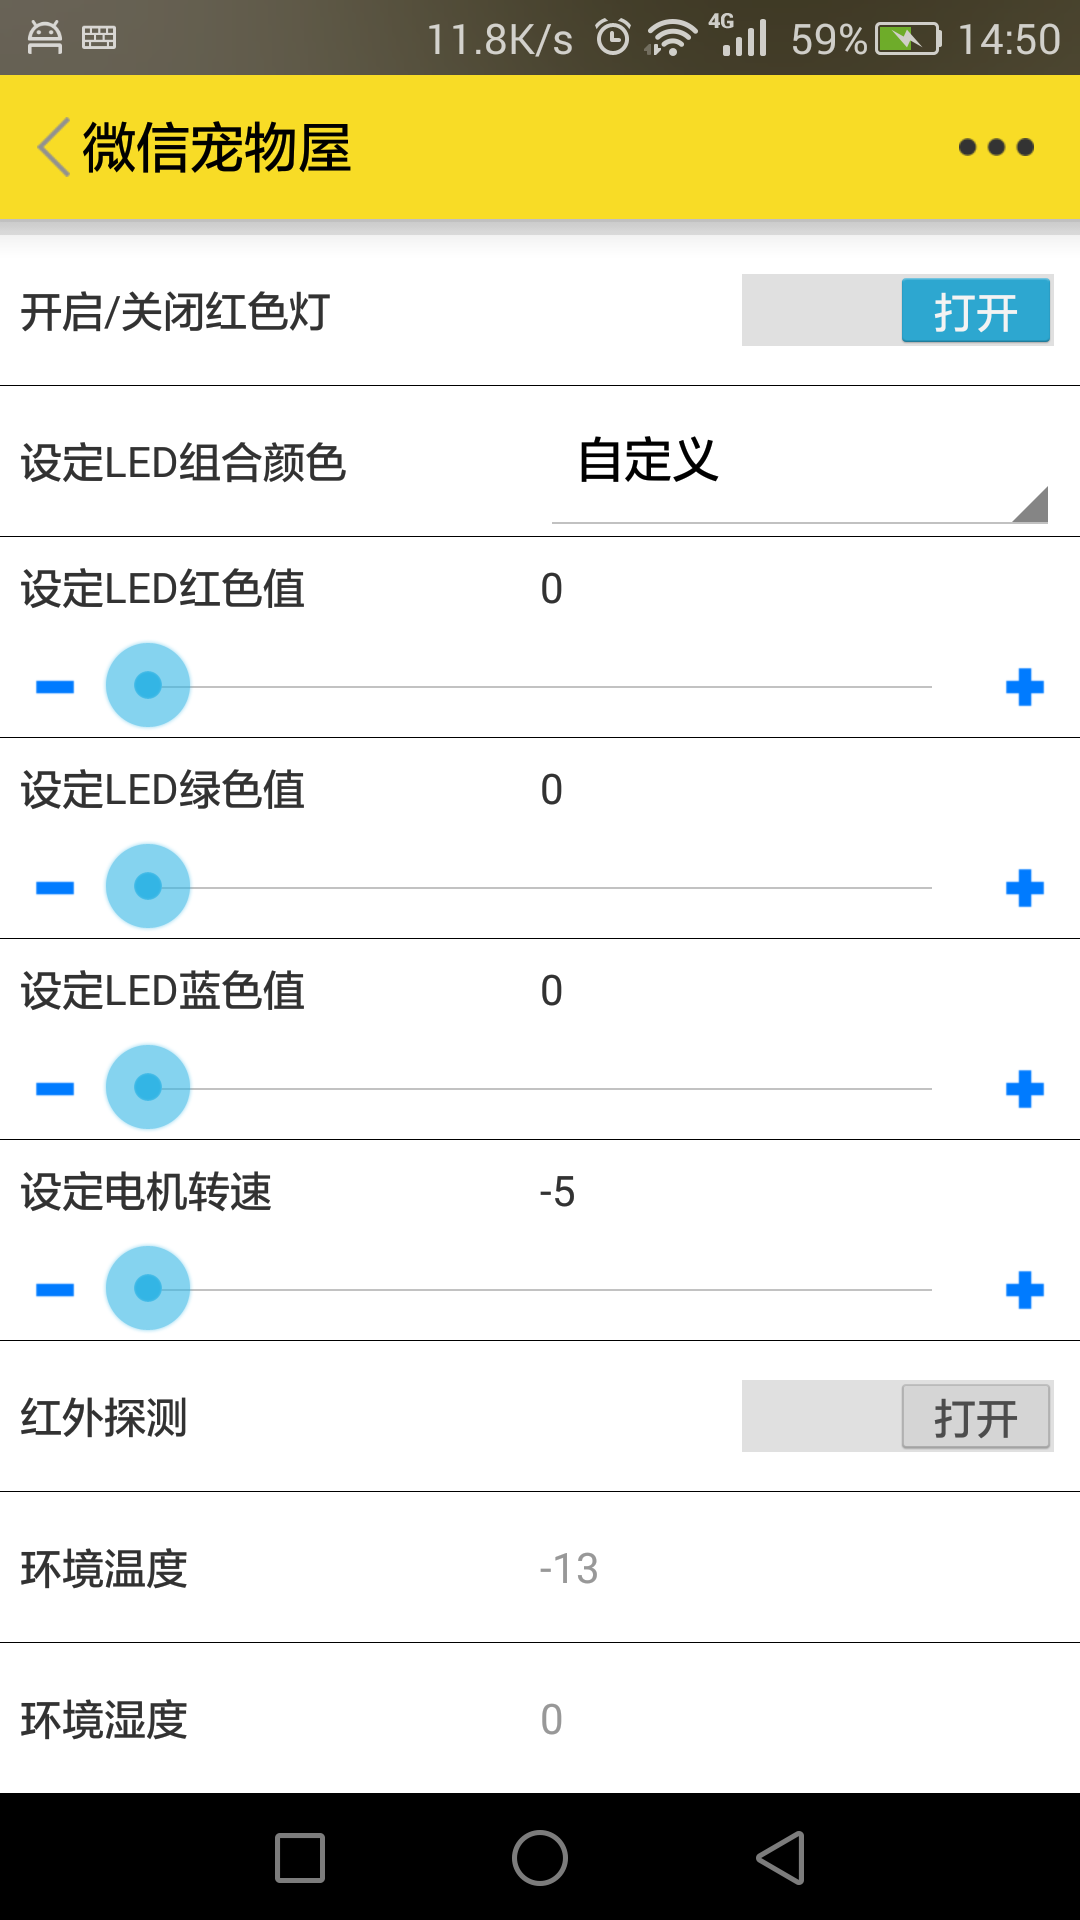 11.8K/s 4G 59% 14:50
微信宠物屋
开启/关闭红色灯 打开
设定LED组合颜色 自定义
设定LED红色值 0
设定LED绿色值 0
设定LED蓝色值 0
设定电机转速 -5
红外探测 打开
环境温度 -13
环境湿度 0